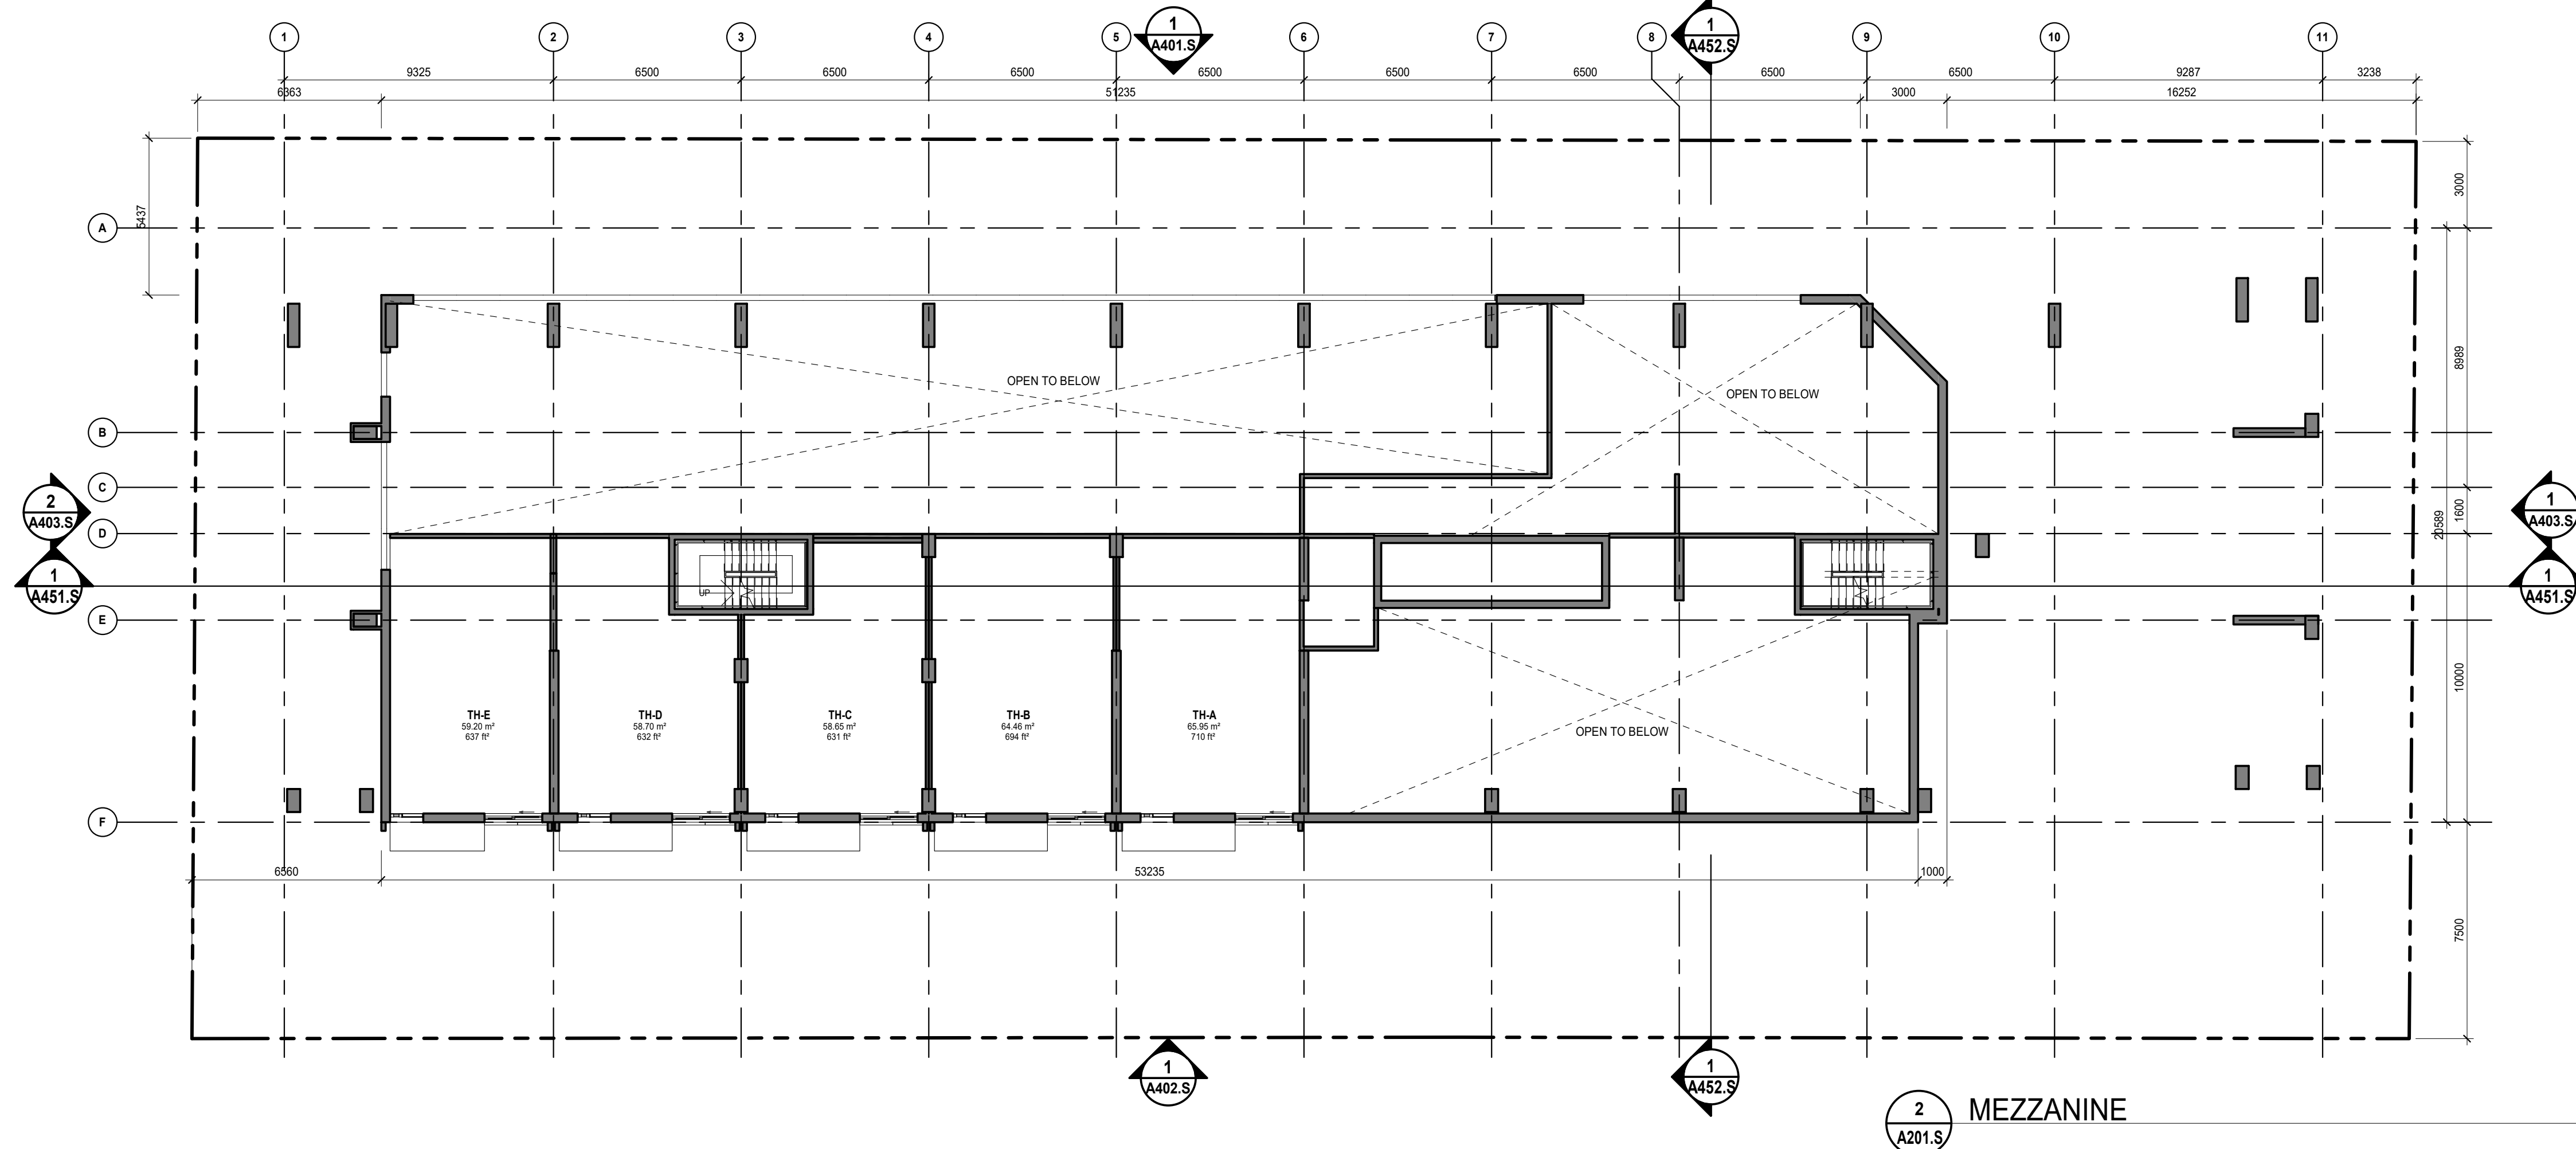 1
2
3
4
5
1
A401.S
6
7
8
1
A452.S
9
10
11
9325
6500
6500
6500
6500
6500
6500
6500
6500
9287
3238
6363
51235
3000
16252
5437
3000
A
8989
OPEN TO BELOW
OPEN TO BELOW
B
C
2
A403.S
1600
20589
1
A403.S
D
1
A451.S
UP
1
A451.S
E
10000
TH-E
59.20 m²
637 ft²
TH-D
58.70 m²
632 ft²
TH-C
58.65 m²
631 ft²
TH-B
64.46 m²
694 ft²
TH-A
65.95 m²
710 ft²
OPEN TO BELOW
F
6560
53235
1000
7500
1
A402.S
1
A452.S
2
A201.S
MEZZANINE